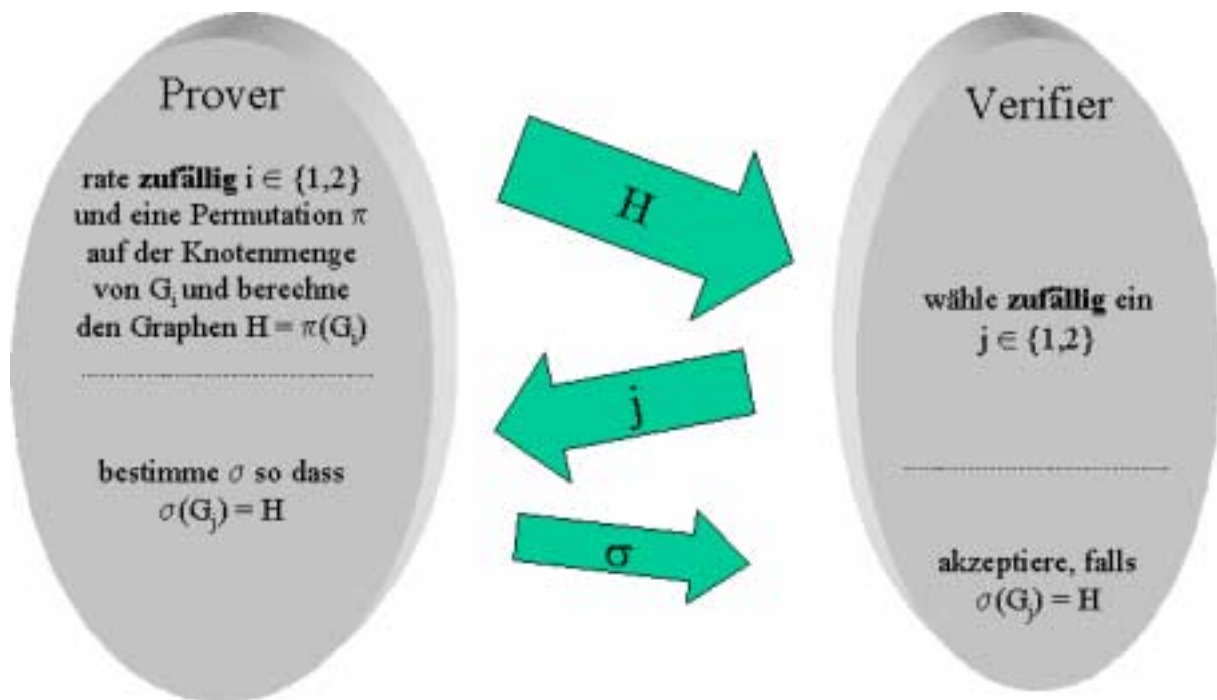 Prover
rate zufällig i ∈ {1,2}
und eine Permutation π
auf der Knotenmenge
von Gᵢ und berechne
den Graphen H = π(Gᵢ)
bestimme σ so dass
σ(Gⱼ) = H
H
j
σ
Verifier
wähle zufällig ein
j ∈ {1,2}
akzeptiere, falls
σ(Gⱼ) = H